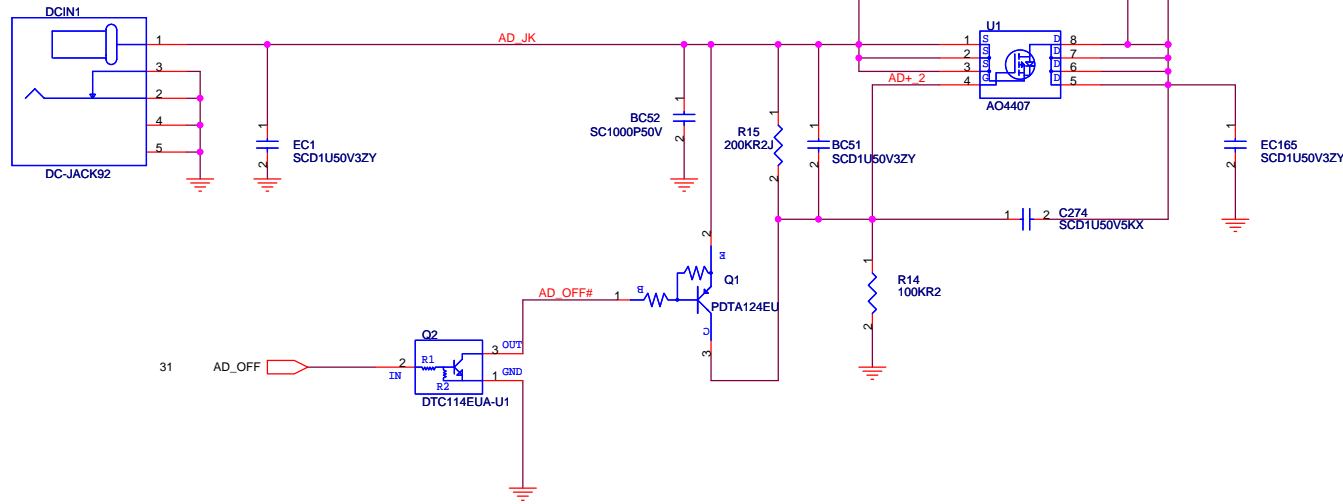 DCIN1
1
3
2
4
5
DC-JACK92
AD_JK
1
EC1
SCD1U50V3ZY
2
1
BC52
SC1000P50V
2
1
R15
200KR2J
2
1
BC51
SCD1U50V3ZY
2
U1
1 S D 8
2 S D 7
3 S D 6
4 G D 5
AO4407
AD+_2
1
EC165
SCD1U50V3ZY
2
1 2 C274
SCD1U50V5KX
2
E
Q1
AD_OFF# 1 B
PDTA124EU
C
3
1
R14
100KR2
2
31 AD_OFF
Q2
2
IN
R1
R2
3 OUT
1 GND
DTC114EUA-U1